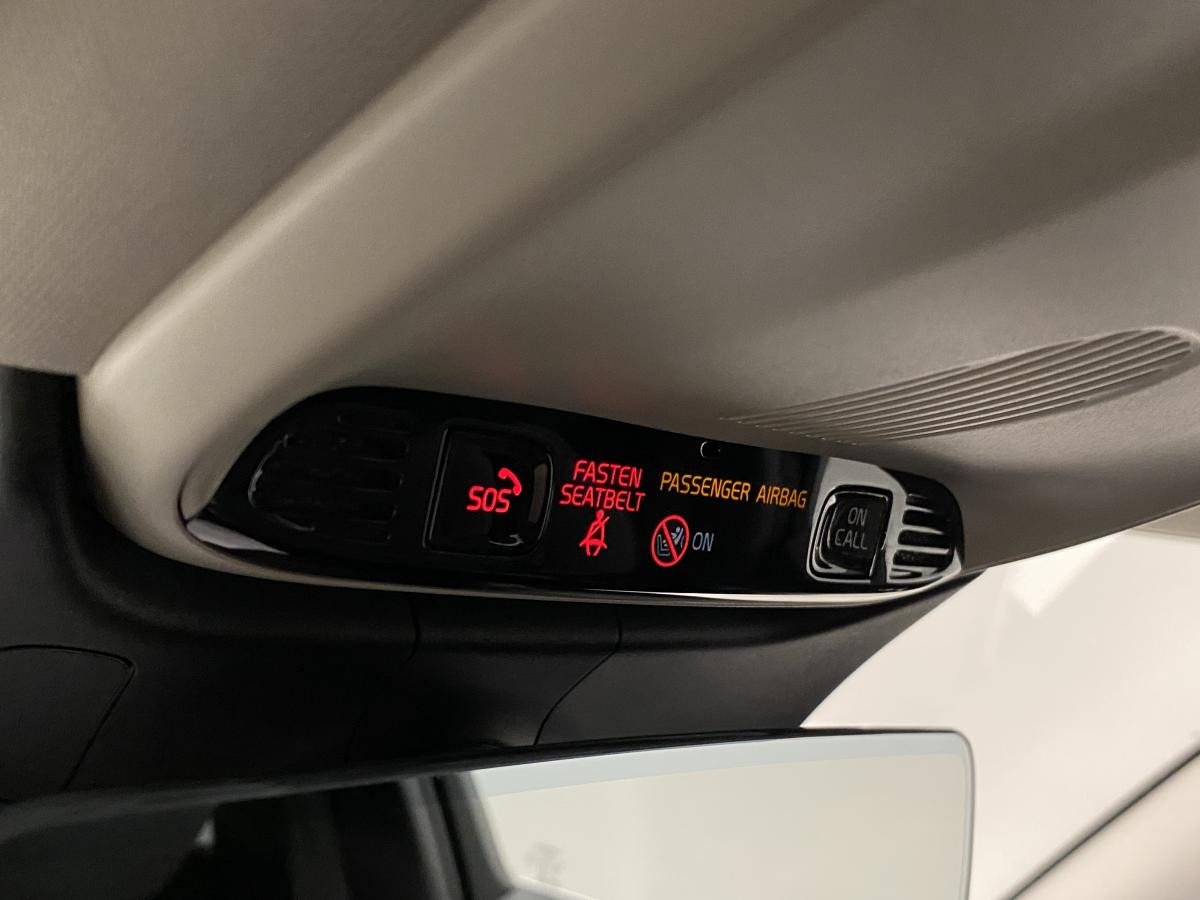 SOS
FASTEN
SEATBELT
PASSENGER AIRBAG
ON
ON
CALL